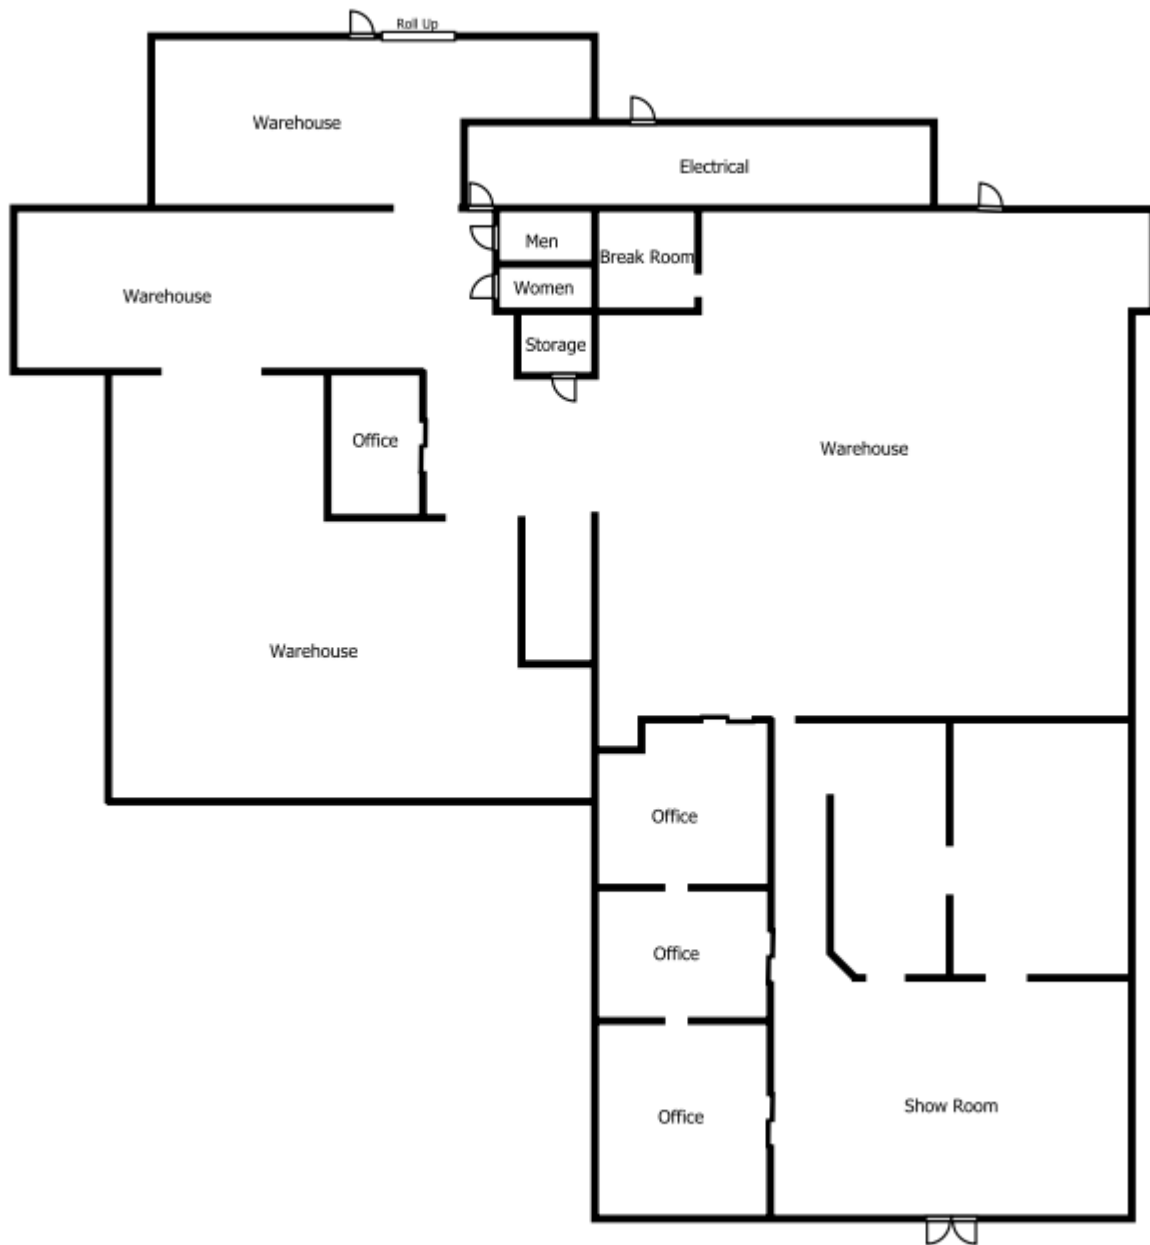 Roll Up
Warehouse
Electrical
Men
Break Room
Women
Warehouse
Storage
Office
Warehouse
Warehouse
Office
Office
Show Room
Office